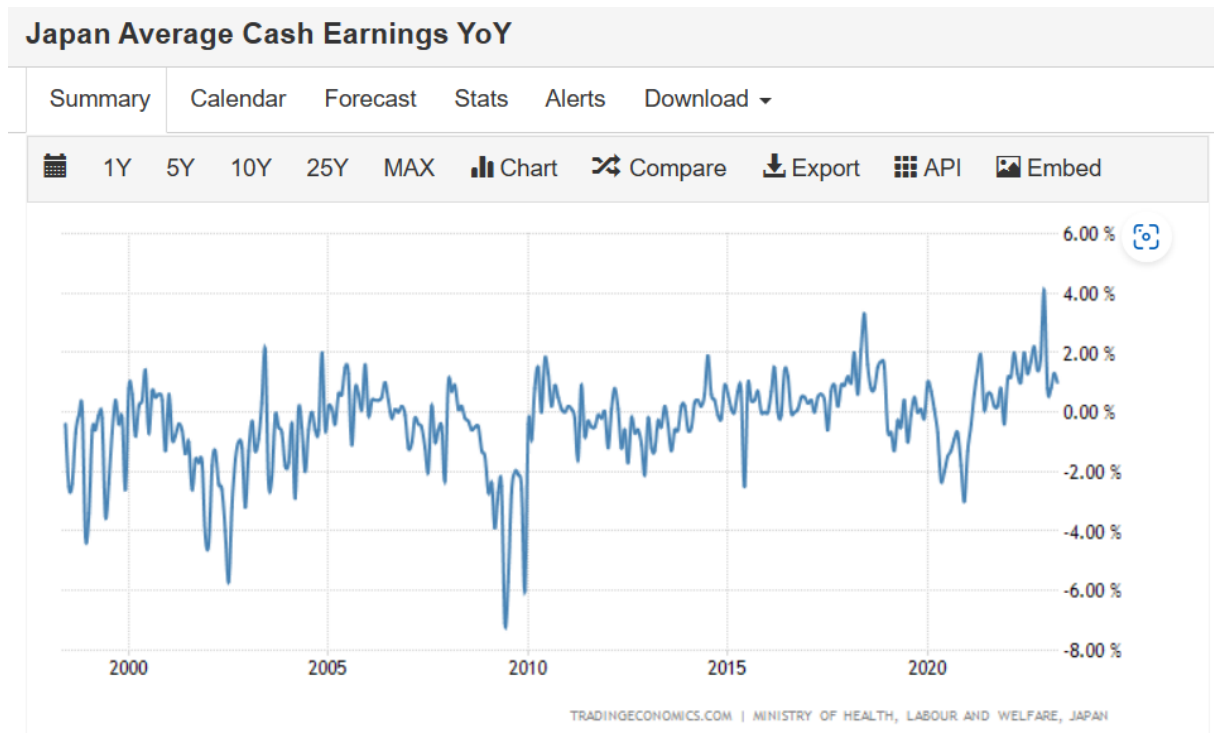 Japan Average Cash Earnings YoY
Summary Calendar Forecast Stats Alerts Download
1Y 5Y 10Y 25Y MAX Chart Compare Export API Embed
6.00 %
4.00 %
2.00 %
0.00 %
-2.00 %
-4.00 %
-6.00 %
-8.00 %
2000 2005 2010 2015 2020
TRADINGECONOMICS.COM | MINISTRY OF HEALTH, LABOUR AND WELFARE, JAPAN